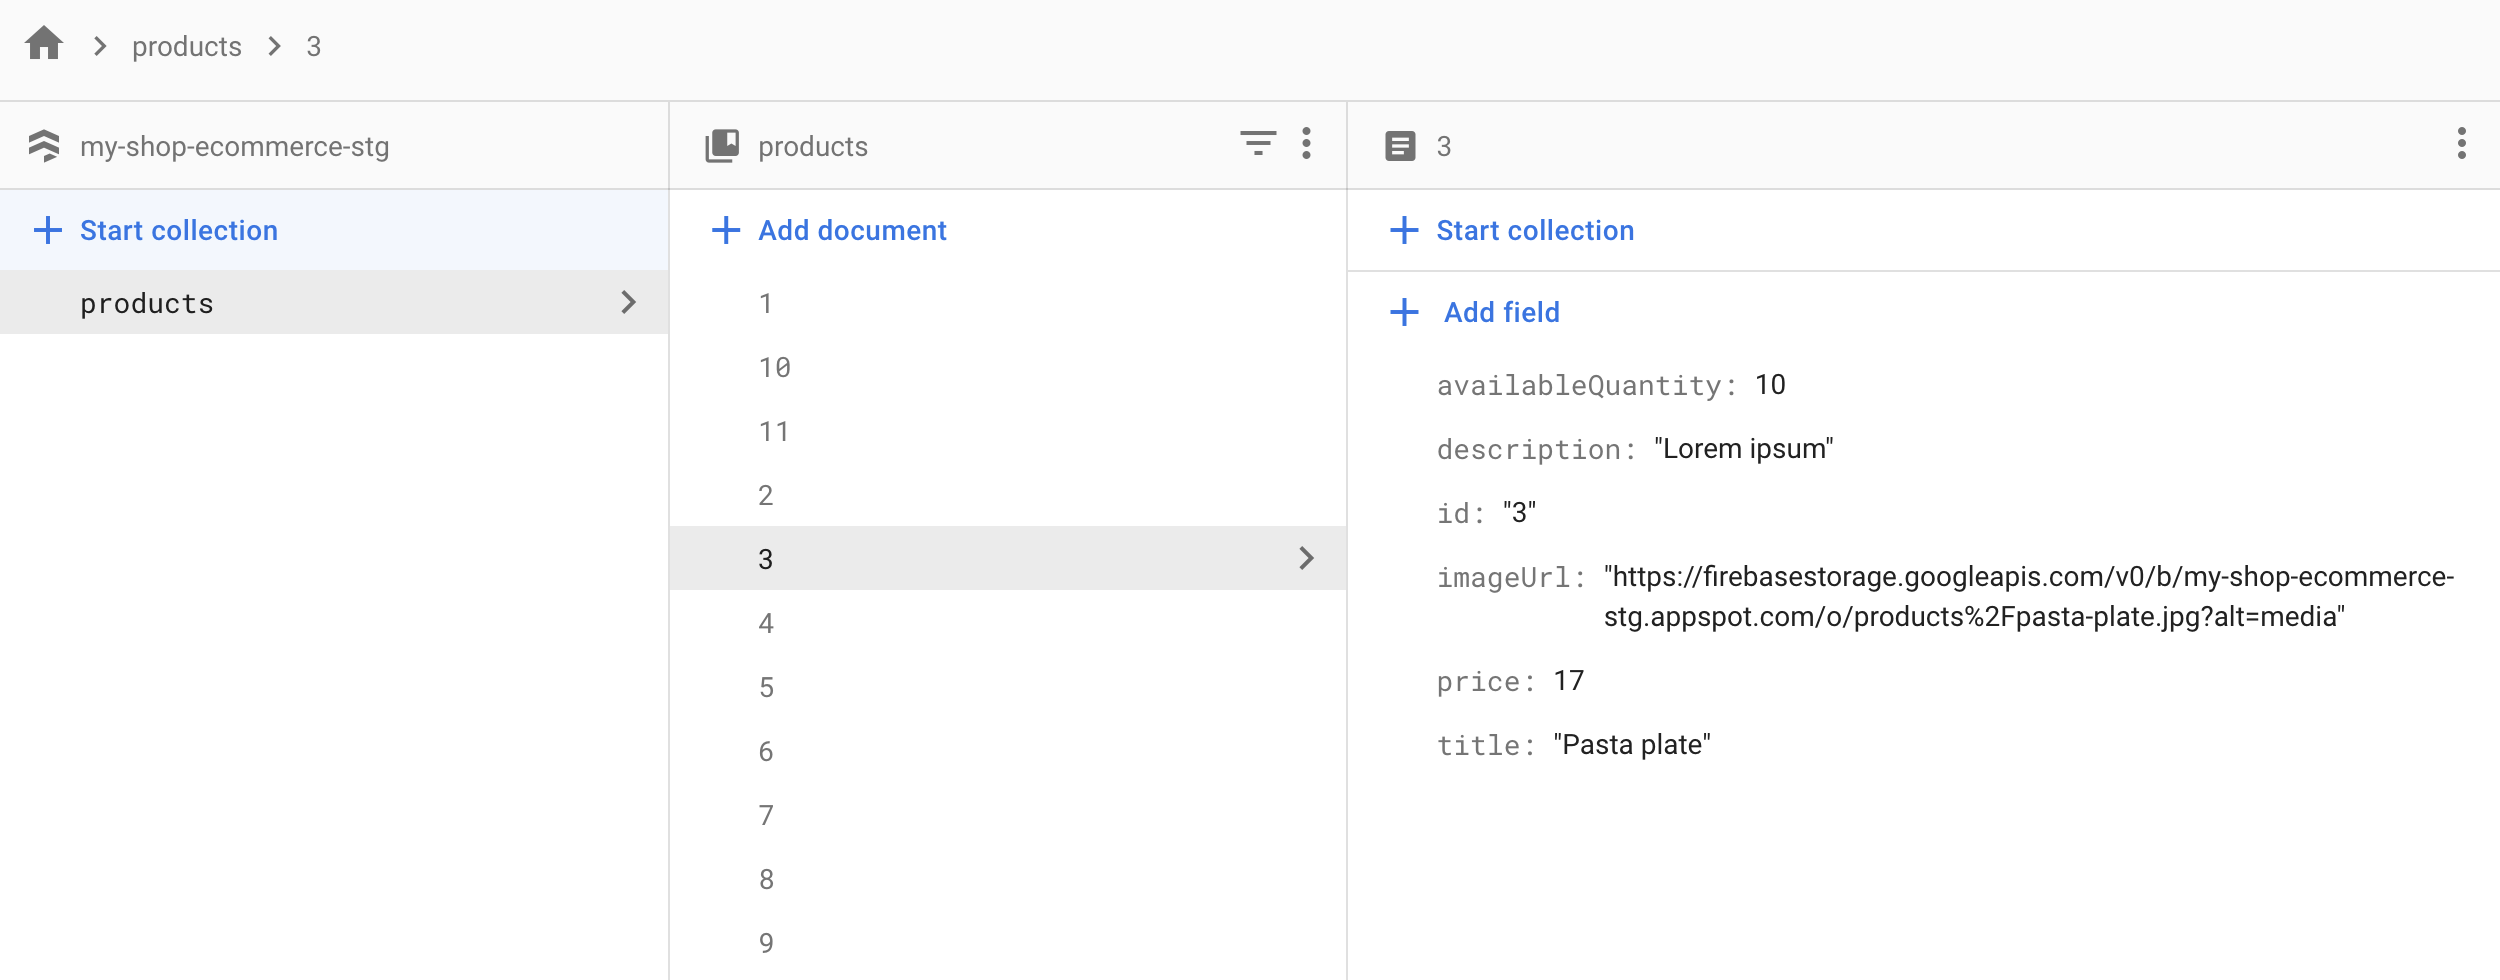 products 3
my-shop-ecommerce-stg
Start collection
products
products
Add document
1
10
11
2
3
4
5
6
7
8
9
3
Start collection
Add field
availableQuantity: 10
description: "Lorem ipsum"
id: "3"
imageUrl: "https://firebasestorage.googleapis.com/v0/b/my-shop-ecommerce-
stg.appspot.com/o/products%2Fpasta-plate.jpg?alt=media"
price: 17
title: "Pasta plate"